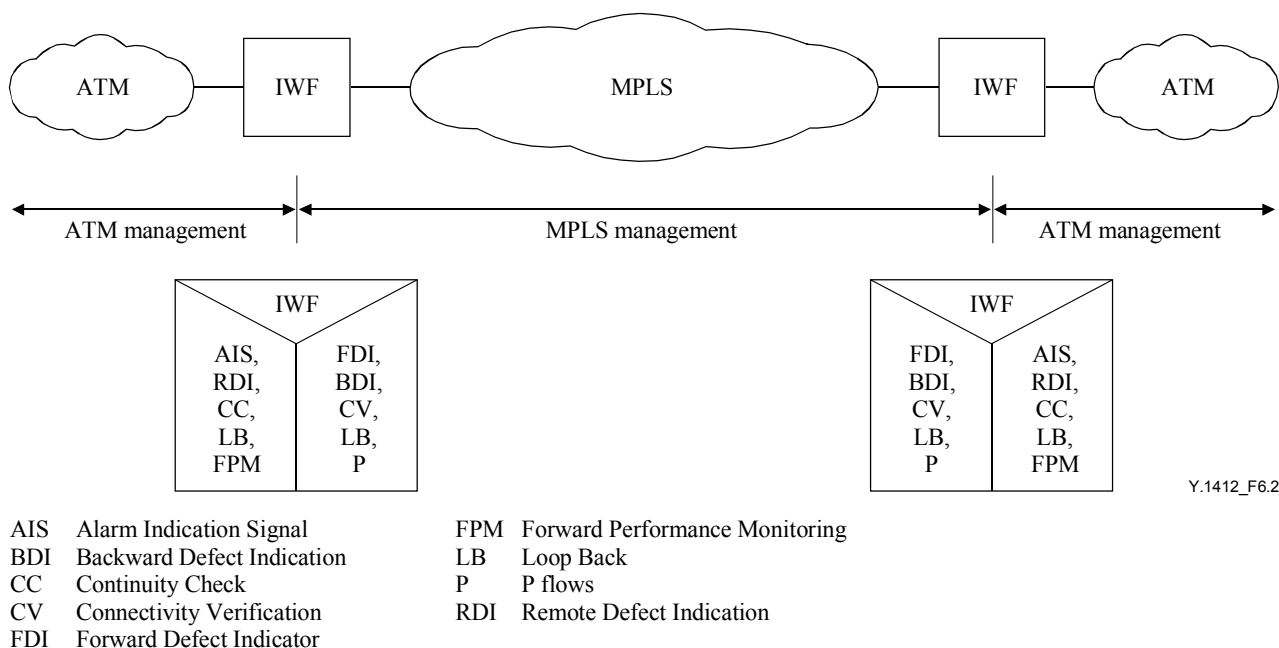 ATM IWF MPLS IWF ATM
ATM management MPLS management ATM management
IWF
AIS,
RDI,
CC,
LB,
FPM
FDI,
BDI,
CV,
LB,
P
IWF
FDI,
BDI,
CV,
LB,
P
AIS,
RDI,
CC,
LB,
FPM
Y.1412_F6.2
AIS Alarm Indication Signal
BDI Backward Defect Indication
CC Continuity Check
CV Connectivity Verification
FDI Forward Defect Indicator
FPM Forward Performance Monitoring
LB Loop Back
P P flows
RDI Remote Defect Indication